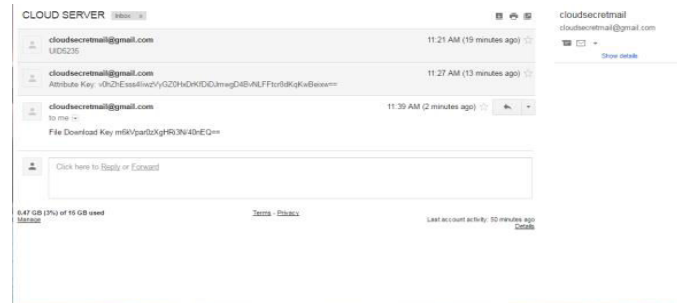 CLOUD SERVER Inbox x
cloudsecretmail@gmail.com 11:21 AM (19 minutes ago)
UID5235
cloudsecretmail@gmail.com 11:27 AM (13 minutes ago)
Attribute Key:
cloudsecretmail@gmail.com 11:39 AM (2 minutes ago)
to me
File Download Key
Click here to Reply or Forward
0.47 GB (3%) of 15 GB used
Manage
Terms - Privacy
Last account activity: 50 minutes ago
Details
cloudsecretmail
cloudsecretmail@gmail.com
Show details